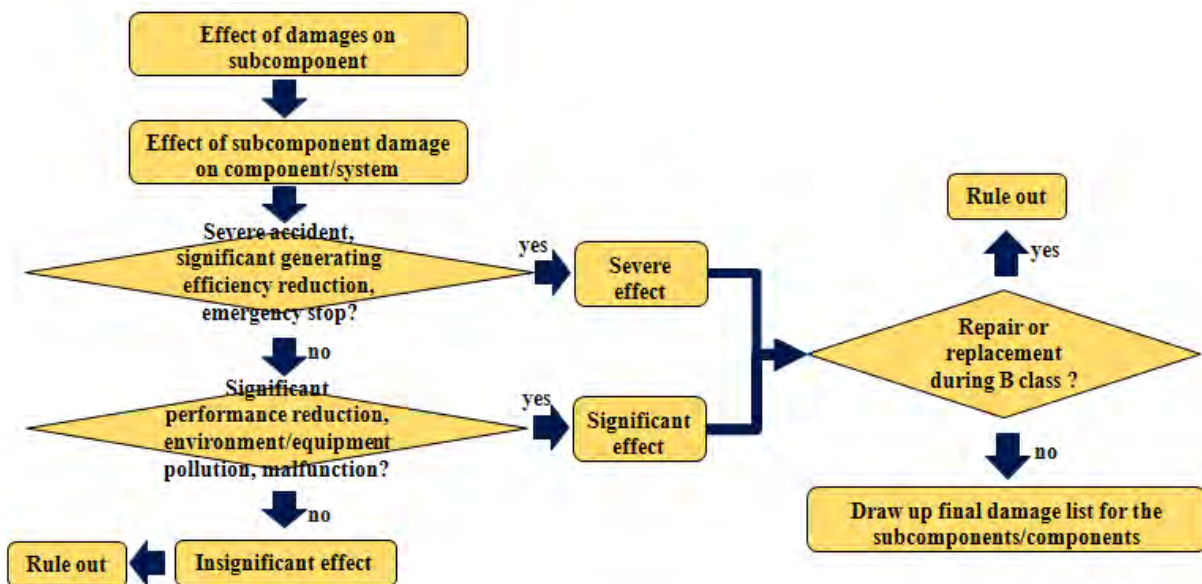 Effect of damages on
subcomponent
Effect of subcomponent damage
on component/system
Severe accident,
significant generating
efficiency reduction,
emergency stop?
yes
Severe
effect
no
Significant
performance reduction,
environment/equipment
pollution, malfunction?
yes
Significant
effect
no
Insignificant effect
Rule out
Rule out
yes
Repair or
replacement
during B class ?
no
Draw up final damage list for the
subcomponents/components